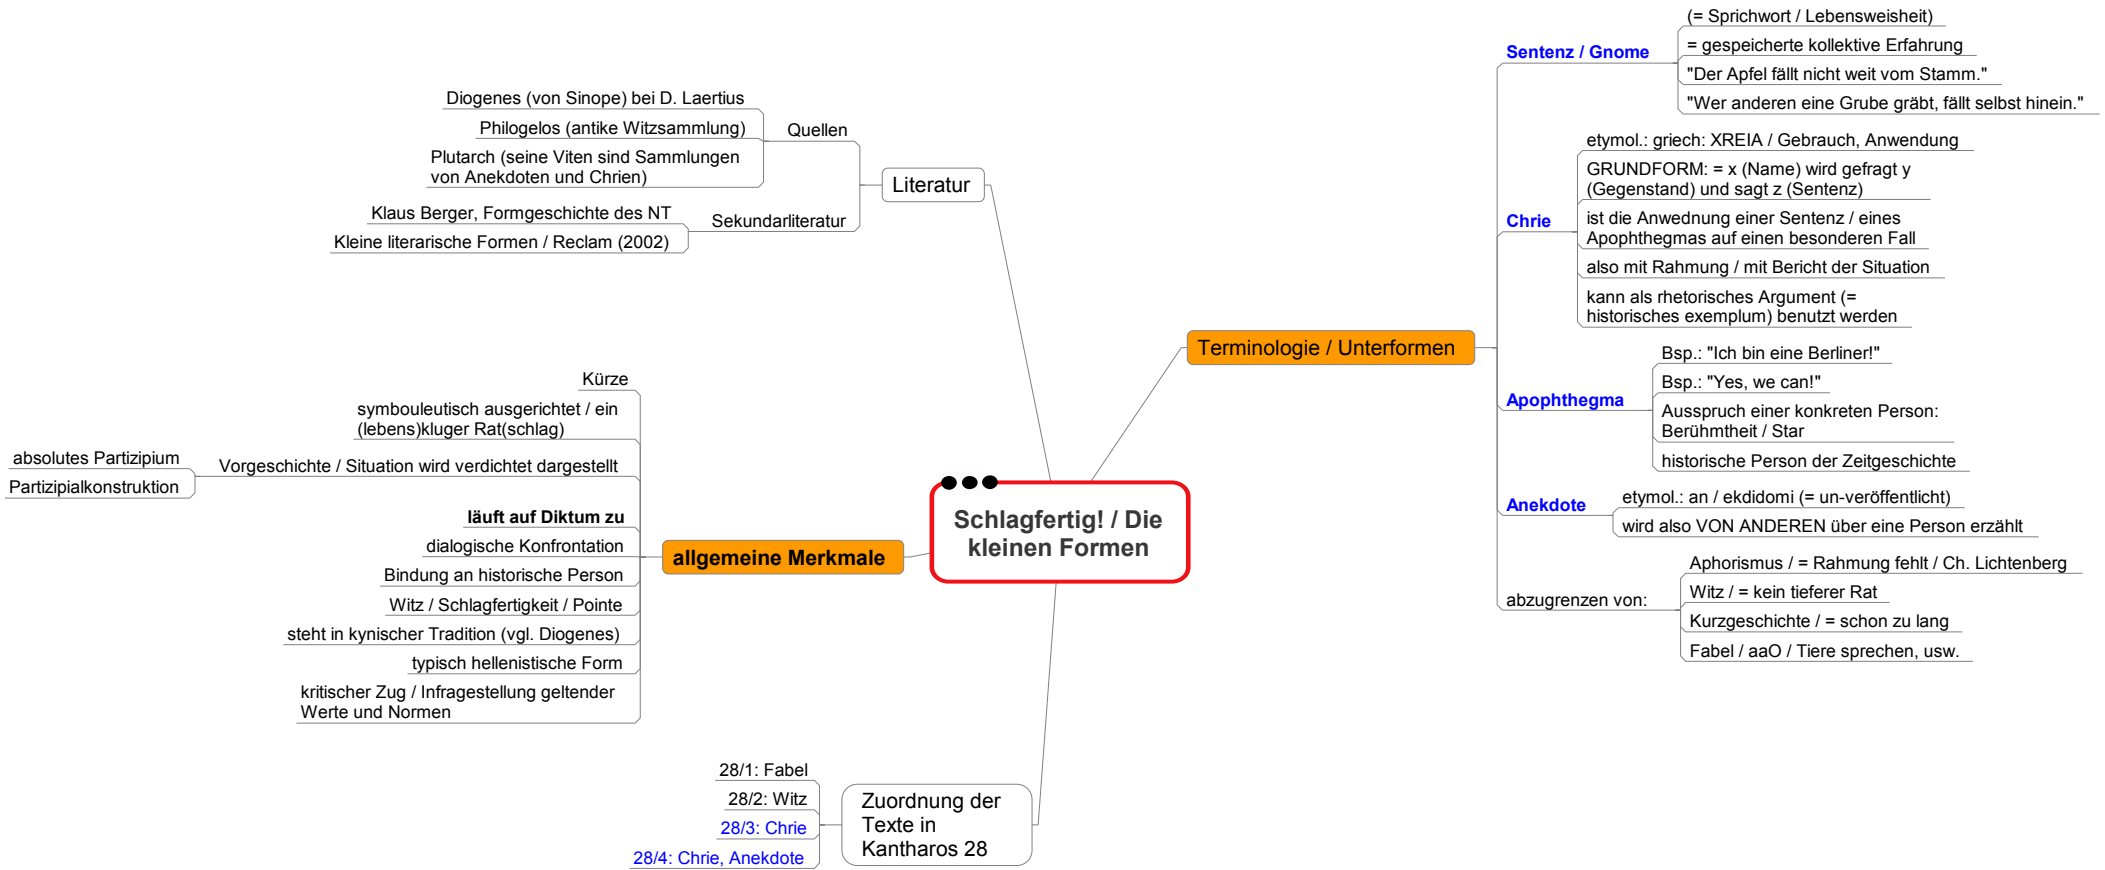 Schlagfertig! / Die
kleinen Formen
Literatur
Quellen
Diogenes (von Sinope) bei D. Laertius
Philogelos (antike Witzsammlung)
Plutarch (seine Viten sind Sammlungen
von Anekdoten und Chrien)
Sekundarliteratur
Klaus Berger, Formgeschichte des NT
Kleine literarische Formen / Reclam (2002)
allgemeine Merkmale
Kürze
symbouleutisch ausgerichtet / ein
(lebens)kluger Rat(schlag)
Vorgeschichte / Situation wird verdichtet dargestellt
absolutes Partizipium
Partizipialkonstruktion
läuft auf Diktum zu
dialogische Konfrontation
Bindung an historische Person
Witz / Schlagfertigkeit / Pointe
steht in kynischer Tradition (vgl. Diogenes)
typisch hellenistische Form
kritischer Zug / Infragestellung geltender
Werte und Normen
Zuordnung der
Texte in
Kantharos 28
28/1: Fabel
28/2: Witz
28/3: Chrie
28/4: Chrie, Anekdote
Terminologie / Unterformen
Sentenz / Gnome
(= Sprichwort / Lebensweisheit)
= gespeicherte kollektive Erfahrung
"Der Apfel fällt nicht weit vom Stamm."
"Wer anderen eine Grube gräbt, fällt selbst hinein."
Chrie
etymol.: griech: XREIA / Gebrauch, Anwendung
GRUNDFORM: = x (Name) wird gefragt y
(Gegenstand) und sagt z (Sentenz)
ist die Anwednung einer Sentenz / eines
Apophthegmas auf einen besonderen Fall
also mit Rahmung / mit Bericht der Situation
kann als rhetorisches Argument (=
historisches exemplum) benutzt werden
Apophthegma
Bsp.: "Ich bin eine Berliner!"
Bsp.: "Yes, we can!"
Ausspruch einer konkreten Person:
Berühmtheit / Star
historische Person der Zeitgeschichte
Anekdote
etymol.: an / ekdidomi (= un-veröffentlicht)
wird also VON ANDEREN über eine Person erzählt
abzugrenzen von:
Aphorismus / = Rahmung fehlt / Ch. Lichtenberg
Witz / = kein tieferer Rat
Kurzgeschichte / = schon zu lang
Fabel / aaO / Tiere sprechen, usw.